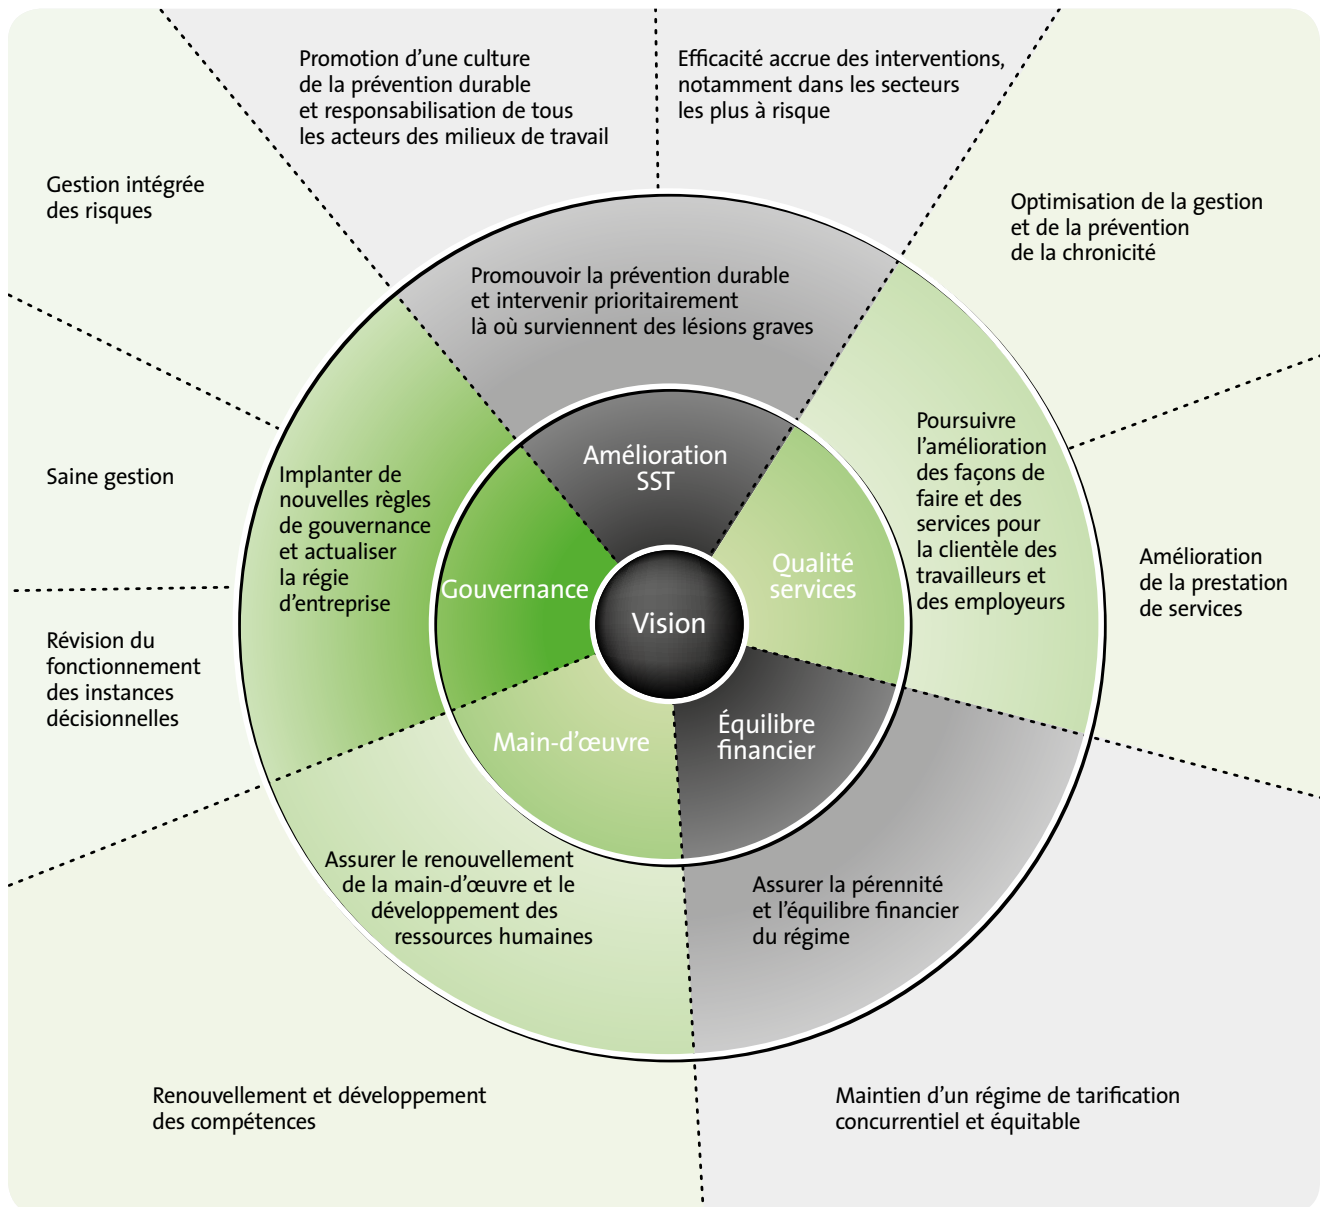 Promotion d’une culture
de la prévention durable
et responsabilisation de tous
les acteurs des milieux de travail
Efficacité accrue des interventions,
notamment dans les secteurs
les plus à risque
Gestion intégrée
des risques
Optimisation de la gestion
et de la prévention
de la chronicité
Promouvoir la prévention durable
et intervenir prioritairement
là où surviennent des lésions graves
Saine gestion
Implanter de
nouvelles règles
de gouvernance
et actualiser
la régie
d’entreprise
Amélioration
SST
Poursuivre
l’amélioration
des façons de
faire et des
services pour
la clientèle des
travailleurs et
des employeurs
Gouvernance
Vision
Qualité
services
Amélioration
de la prestation
de services
Révision du
fonctionnement
des instances
décisionnelles
Main-d’œuvre
Équilibre
financier
Assurer le renouvellement
de la main-d’œuvre et le
développement des
ressources humaines
Assurer la pérennité
et l’équilibre financier
du régime
Renouvellement et développement
des compétences
Maintien d’un régime de tarification
concurrentiel et équitable